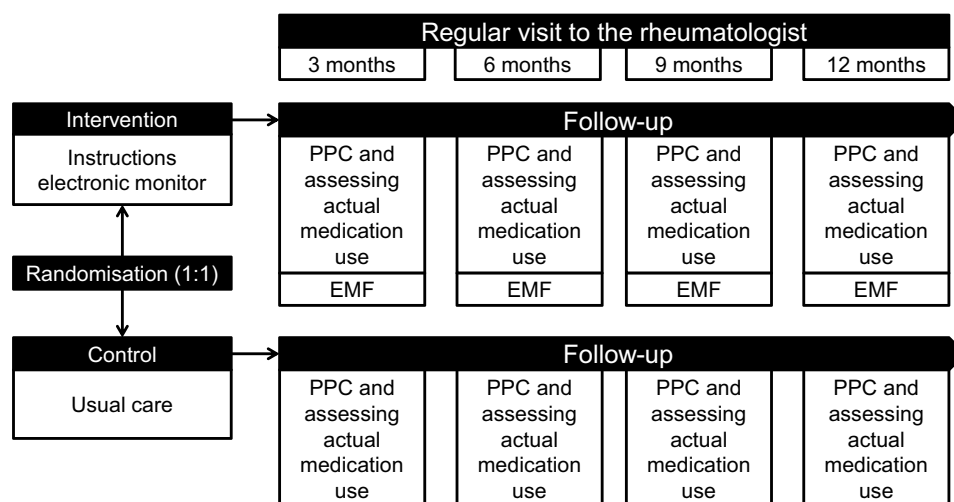 Regular visit to the rheumatologist
3 months
6 months
9 months
12 months
Intervention
Instructions
electronic monitor
Follow-up
PPC and
assessing
actual
medication
use
EMF
PPC and
assessing
actual
medication
use
EMF
PPC and
assessing
actual
medication
use
EMF
PPC and
assessing
actual
medication
use
EMF
Randomisation (1:1)
Control
Usual care
Follow-up
PPC and
assessing
actual
medication
use
PPC and
assessing
actual
medication
use
PPC and
assessing
actual
medication
use
PPC and
assessing
actual
medication
use